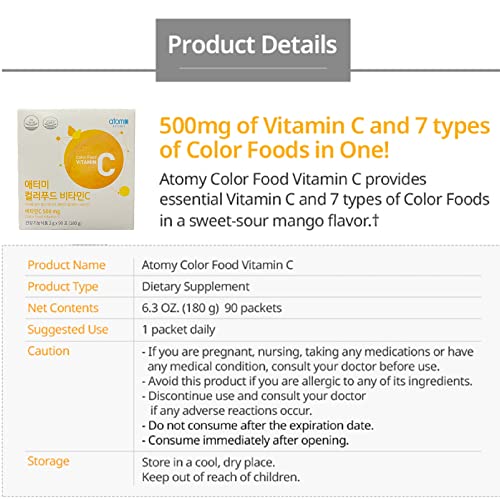 Product Details
atomy
Color Food
VITAMIN
C
애터미
컬러푸드 비타민C
비타민C 500 mg
500mg of Vitamin C and 7 types
of Color Foods in One!
Atomy Color Food Vitamin C provides
essential Vitamin C and 7 types of Color Foods
in a sweet-sour mango flavor.†
Product Name Atomy Color Food Vitamin C
Product Type Dietary Supplement
Net Contents 6.3 OZ. (180 g) 90 packets
Suggested Use 1 packet daily
Caution - If you are pregnant, nursing, taking any medications or have
any medical condition, consult your doctor before use.
- Avoid this product if you are allergic to any of its ingredients.
- Discontinue use and consult your doctor
if any adverse reactions occur.
- Do not consume after the expiration date.
- Consume immediately after opening.
Storage Store in a cool, dry place.
Keep out of reach of children.